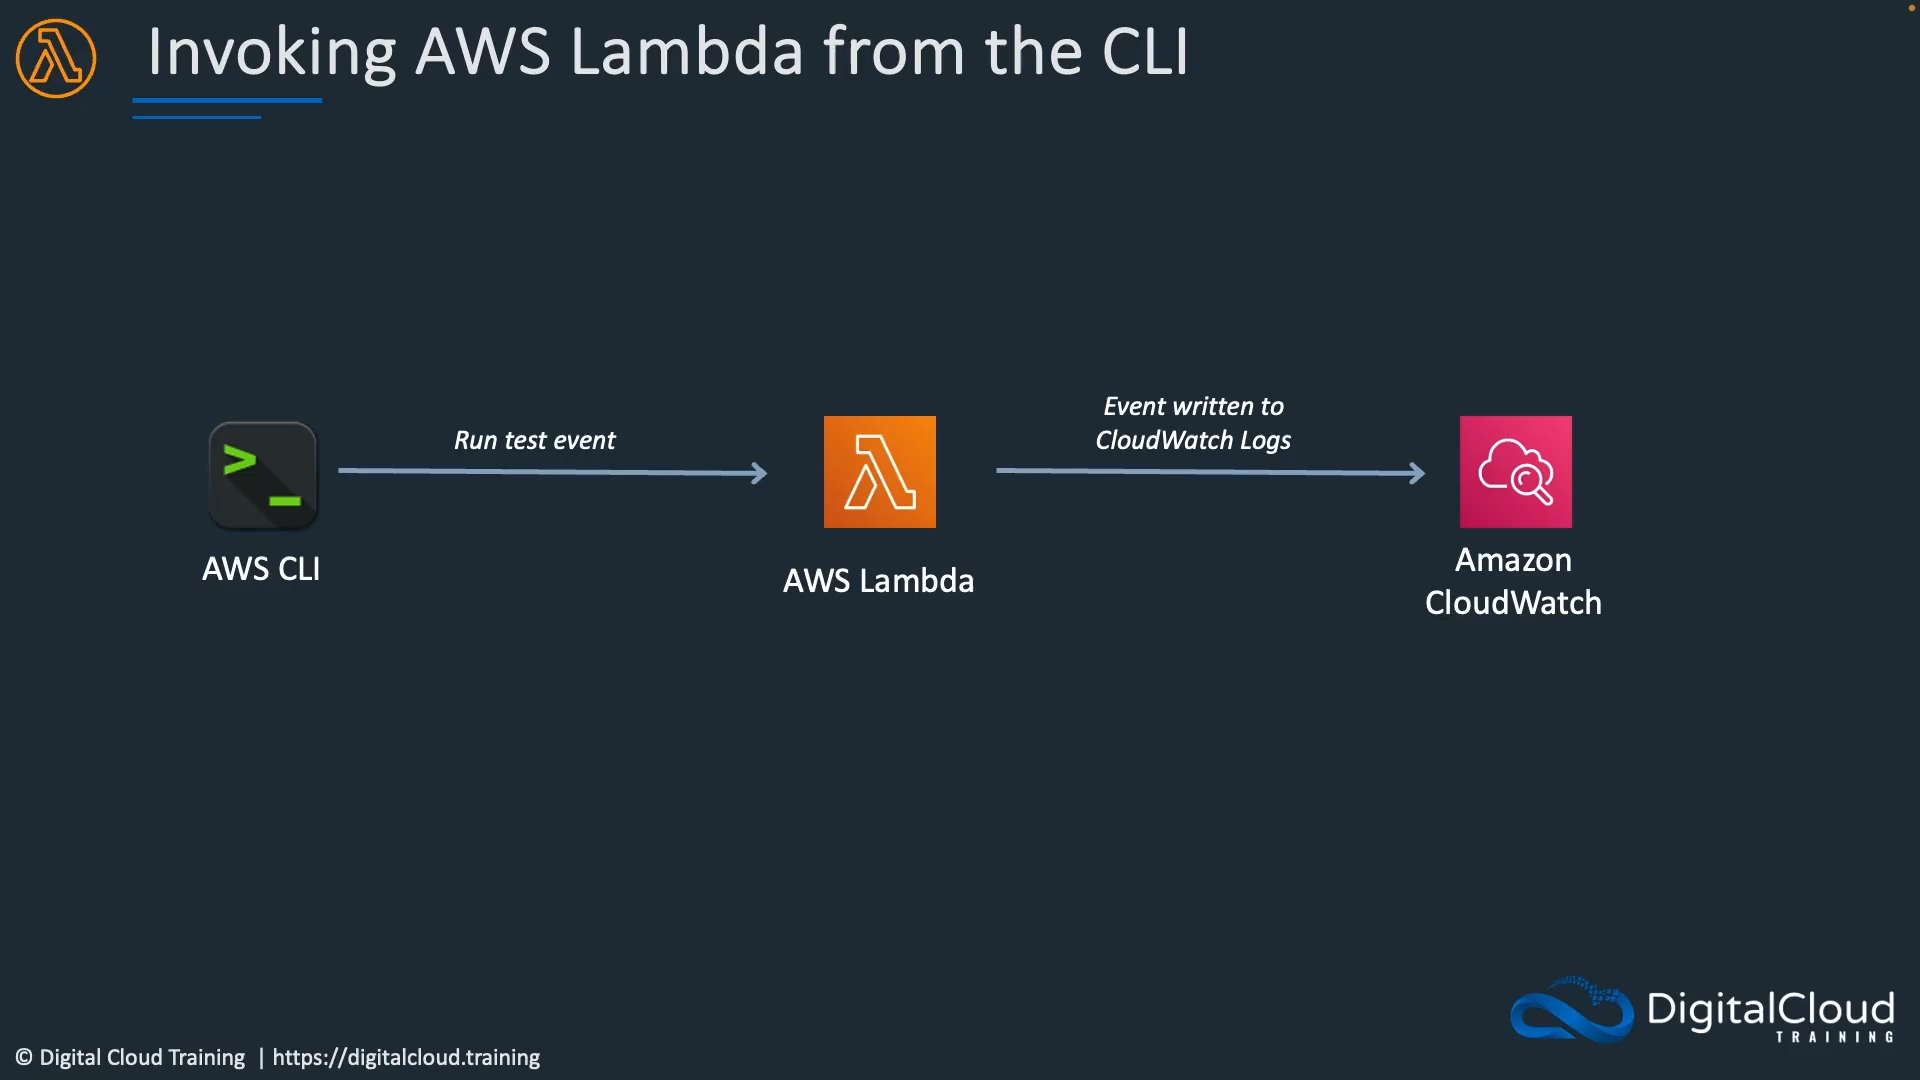 Invoking AWS Lambda from the CLI
Run test event
Event written to
CloudWatch Logs
AWS CLI
AWS Lambda
Amazon
CloudWatch
DigitalCloud
TRAINING
© Digital Cloud Training | https://digitalcloud.training